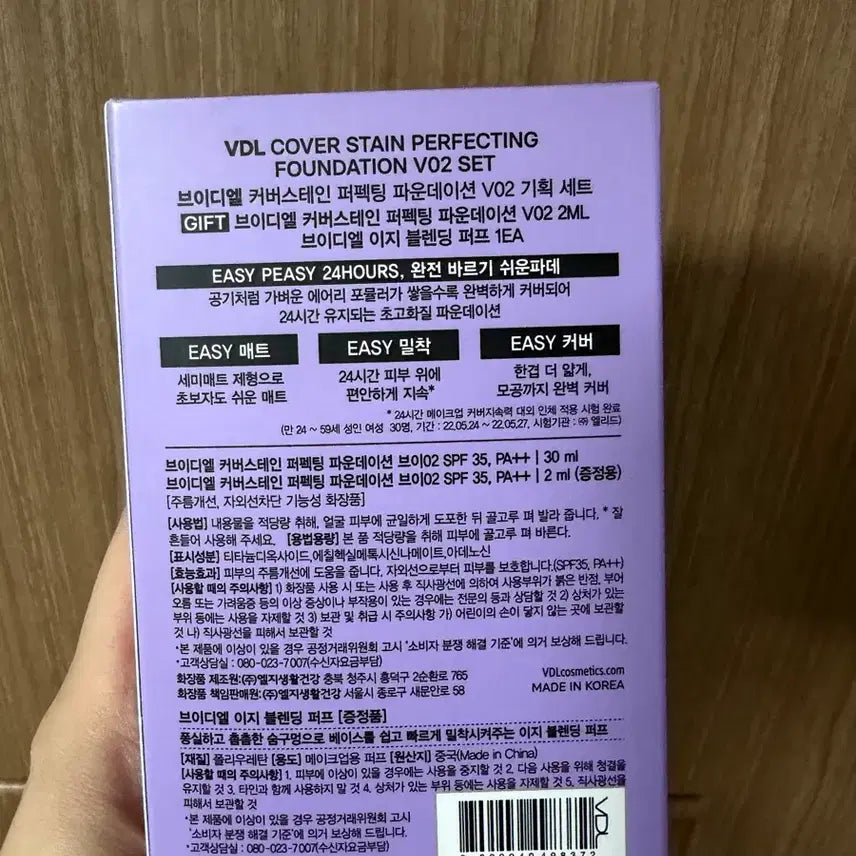 VDL COVER STAIN PERFECTING
FOUNDATION V02 SET
브이디엘 커버스테인 퍼펙팅 파운데이션 V02 기획 세트
GIFT 브이디엘 커버스테인 퍼펙팅 파운데이션 V02 2ML
브이디엘 이지 블렌딩 퍼프 1EA
EASY PEASY 24HOURS, 완전 바르기 쉬운파데
공기처럼 가벼운 에어리 포뮬러가 쌓을수록 완벽하게 커버되어
24시간 유지되는 초고화질 파운데이션
EASY 매트 EASY 밀착 EASY 커버
세미매트 제형으로 24시간 피부 위에 한겹 더 얇게,
초보자도 쉬운 매트 편안하게 지속* 모공까지 완벽 커버
* 24시간 메이크업 커버지속력 대외 인체 적용 시험 완료
(만 24 ~ 59세 성인 여성 30명, 기간 : 22.05.24 ~ 22.05.27, 시험기관 : ㈜ 엘리드)
브이디엘 커버스테인 퍼펙팅 파운데이션 브이02 SPF 35, PA++ | 30 ml
브이디엘 커버스테인 퍼펙팅 파운데이션 브이02 SPF 35, PA++ | 2 ml (증정용)
[주름개선, 자외선차단 기능성 화장품]
[사용법] 내용물을 적당량 취해, 얼굴 피부에 균일하게 도포한 뒤 골고루 펴 발라 줍니다. * 잘
흔들어 사용해 주세요. [용법용량] 본 품 적당량을 취해 피부에 골고루 펴 바른다.
[표시성분] 티타늄디옥사이드, 에칠헥실메톡시신나메이트, 아데노신
[효능효과] 피부의 주름개선에 도움을 줍니다. 자외선으로부터 피부를 보호합니다.(SPF35, PA++)
[사용할 때의 주의사항] 1) 화장품 사용 시 또는 사용 후 직사광선에 의하여 사용부위가 붉은 반점, 부어
오름 또는 가려움증 등의 이상 증상이나 부작용이 있는 경우에는 전문의 등과 상담할 것 2) 상처가 있는
부위 등에는 사용을 자제할 것 3) 보관 및 취급 시 주의사항 가) 어린이의 손이 닿지 않는 곳에 보관할
것 나) 직사광선을 피해서 보관할 것
·본 제품에 이상이 있을 경우 공정거래위원회 고시 '소비자 분쟁 해결 기준'에 의거 보상해 드립니다.
·고객상담실 : 080-023-7007(수신자요금부담)
화장품 제조원:㈜엘지생활건강 충북 청주시 흥덕구 2순환로 765
화장품 책임판매원:㈜엘지생활건강 서울시 종로구 새문안로 58
VDLcosmetics.com
MADE IN KOREA
브이디엘 이지 블렌딩 퍼프 [증정품]
퐁실하고 촘촘한 숨구멍으로 베이스를 쉽고 빠르게 밀착시켜주는 이지 블렌딩 퍼프
[재질] 폴리우레탄 [용도] 메이크업용 퍼프 [원산지] 중국(Made in China)
[사용할 때의 주의사항] 1. 피부에 이상이 있을 경우에는 사용을 중지할 것 2. 다음 사용을 위해 청결을
유지할 것 3. 타인과 함께 사용하지 말 것 4. 상처가 있는 부위 등에는 사용을 자제할 것 5. 직사광선을
피해서 보관할 것
·본 제품에 이상이 있을 경우 공정거래위원회 고시
'소비자 분쟁 해결 기준'에 의거 보상해 드립니다.
·고객상담실 : 080-023-7007(수신자요금부담)
VDL